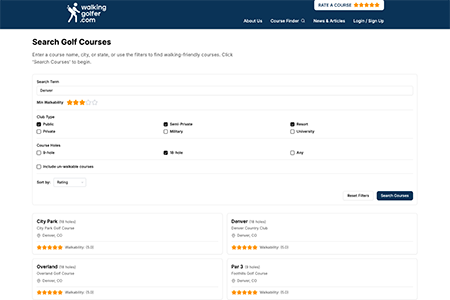 walking
golfer
.com
RATE A COURSE
About Us
Course Finder
News & Articles
Login / Sign Up
Search Golf Courses
Enter a course name, city, or state, or use the filters to find walking-friendly courses. Click
'Search Courses' to begin.
Search Term
Denver
Min Walkability
Club Type
Public
Semi-Private
Resort
Private
Military
University
Course Holes
9-hole
18-hole
Any
Include un-walkable courses
Sort by:
Rating
Reset Filters
Search Courses
City Park (18 holes)
City Park Golf Course
Denver, CO
Walkability: (5.0)
Denver (18 holes)
Denver Country Club
Denver, CO
Walkability: (5.0)
Overland (18 holes)
Overland Golf Course
Denver, CO
Walkability: (5.0)
Par 3 (9 holes)
Foothills Golf Course
Denver, CO
Walkability: (5.0)